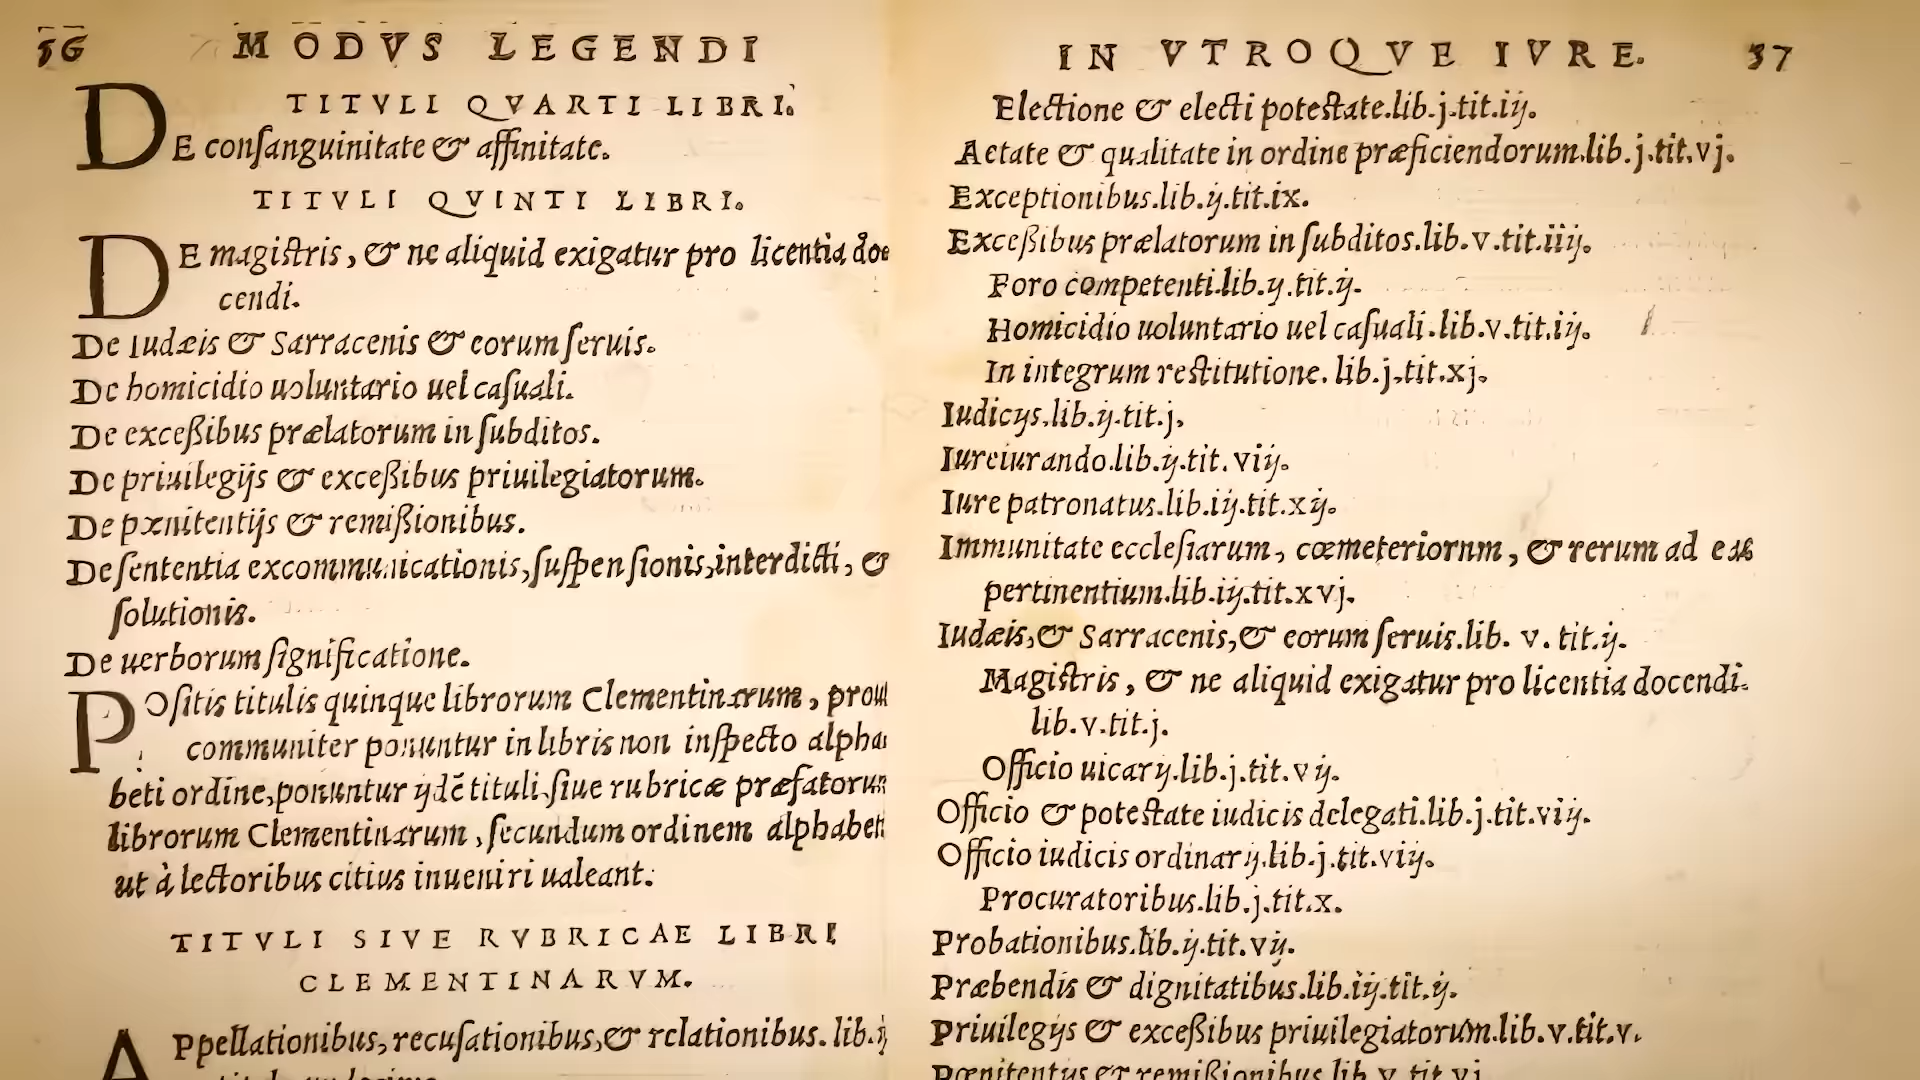 56 MODVS LEGENDI
TITVLI QVARTI LIBRI.
DE conſanguinitate & affinitate.
TITVLI QVINTI LIBRI.
DE magiſtris, & ne aliquid exigatur pro licentia doc
cendi.
De Iudæis & Sarracenis & eorum ſeruis.
De homicidio uoluntario uel caſuali.
De exceßibus prælatorum in ſubditos.
De priuilegijs & exceßibus priuilegiatorum.
De pænitentijs & remißionibus.
De ſententia excommunicationis, ſuſpenſionis, interdicti, &
ſolutionis.
De uerborum ſignificatione.
POſitis titulis quinque librorum Clementinarum, prout
communiter ponuntur in libris non inſpecto alpha
beti ordine, ponuntur ijdē tituli ſiue rubricæ præfatorum
librorum Clementinarum, ſecundum ordinem alphabeti
ut à lectoribus citius inueniri ualeant.
TITVLI SIVE RVBRICAE LIBRI
CLEMENTINARVM.
APpellationibus, recuſationibus, & relationibus. lib.ij
IN VTROQVE IVRE. 57
Electione & electi poteſtate.lib.j.tit.iij.
Aetate & qualitate in ordine præficiendorum.lib.j.tit.vj.
Exceptionibus.lib.ij.tit.ix.
Exceßibus prælatorum in ſubditos.lib.v.tit.iiij.
Foro competenti.lib.ij.tit.ij.
Homicidio uoluntario uel caſuali.lib.v.tit.iij.
In integrum reſtitutione. lib.j.tit.xj.
Iudicijs.lib.ij.tit.j.
Iureiurando.lib.ij.tit.viij.
Iure patronatus.lib.iij.tit.xij.
Immunitate eccleſiarum, cœmeteriornm, & rerum ad eas
pertinentium.lib.iij.tit.xvj.
Iudæis, & Sarracenis, & eorum ſeruis.lib. v. tit.ij.
Magiſtris, & ne aliquid exigatur pro licentia docendi.
lib.v.tit.j.
Officio uicarij.lib.j.tit.vij.
Officio & poteſtate iudicis delegati.lib.j.tit.viij.
Officio iudicis ordinarij.lib.j.tit.viij.
Procuratoribus.lib.j.tit.x.
Probationibus.lib.ij.tit.vij.
Præbendis & dignitatibus.lib.iij.tit.ij.
Priuilegijs & exceßibus priuilegiatorum.lib.v.tit.v.
Pœnitentijs & remißionibus.lib.v.tit.vj.